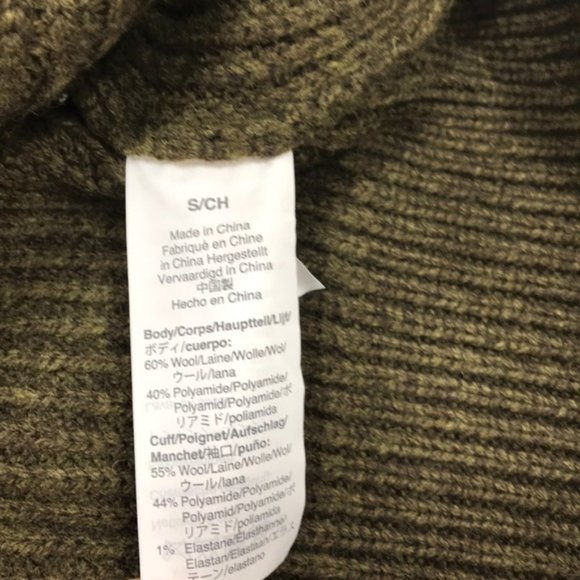 S/CH
Made in China
Fabriqué en Chine
in China Hergestellt
Vervaardigd in China
中国製
Hecho en China
Body/Corps/Hauptteil/Lijf/
ボディ/cuerpo:
60% Wool/Laine/Wolle/Wol/
ウール/lana
40% Polyamide/Polyamide/
Polyamid/Polyamide/ポ
リアミド/poliamida
Cuff/Poignet/Aufschlag/
Manchet/袖口/puño:
55% Wool/Laine/Wolle/Wol/
ウール/lana
44% Polyamide/Polyamide/
Polyamid/Polyamide/ポ
リアミド/poliamida
1% Elastane/Elasthanne/
Elastan/Elastaan/エラス
テーン/elastano